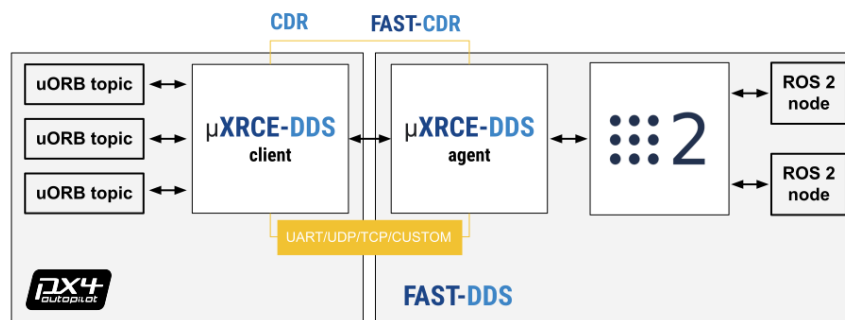 CDR FAST-CDR
uORB topic
uORB topic
uORB topic
µXRCE-DDS
client
µXRCE-DDS
agent
2
ROS 2
node
ROS 2
node
UART/UDP/TCP/CUSTOM
px4
autopilot
FAST-DDS